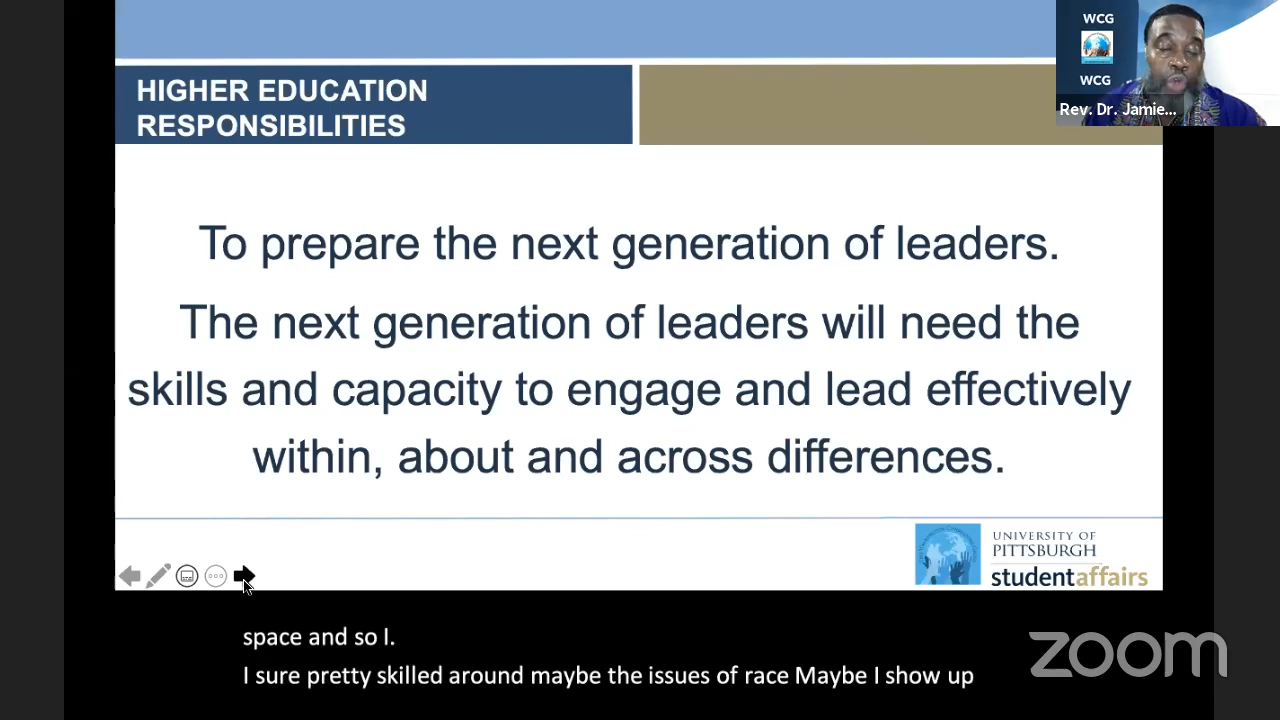 WCG
WCG
Rev. Dr. Jamie...
HIGHER EDUCATION
RESPONSIBILITIES
To prepare the next generation of leaders.
The next generation of leaders will need the
skills and capacity to engage and lead effectively
within, about and across differences.
UNIVERSITY OF
PITTSBURGH
studentaffairs
space and so I.
I sure pretty skilled around maybe the issues of race Maybe I show up
zoom